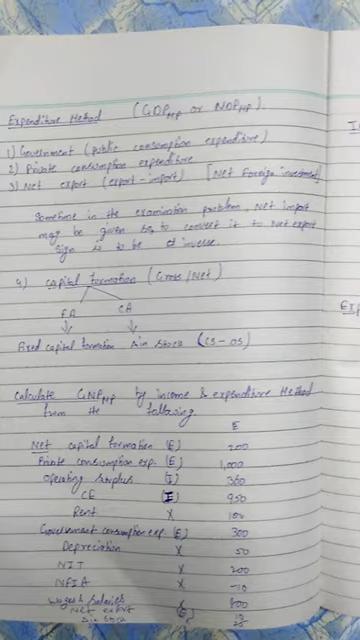 Expenditure Method (GDPMP or NDPMP).
1) Government (public consumption expenditure)
2) Private consumption expenditure
3) Net export (export-import) [Net Foreign investment]
Sometime in the examination problem, Net import
may be given so to convert it to Net export
sign is to be inverse.
4) capital formation (Gross/Net)
FA CA
Fixed capital formation Δ in stock (CS-OS)
Calculate GNPMP by income & expenditure Method
from the following.
Net capital formation (E) 200
Private consumption exp. (E) 1,000
Operating surplus (I) 360
CE (I) 950
Rent X 100
Government consumption exp. (E) 300
Depreciation X 50
NIT X 200
NFIA X -10
Wages & salaries X 800
Net export (E)
Δ in stock